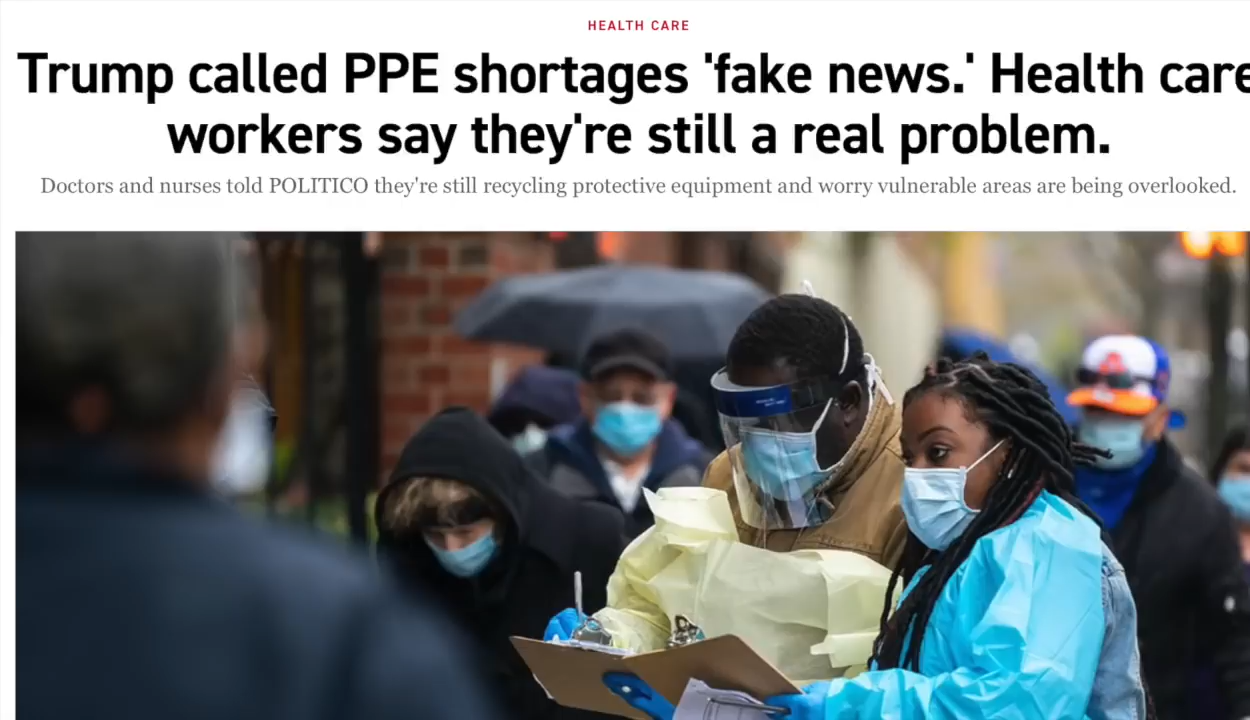 HEALTH CARE
Trump called PPE shortages 'fake news.' Health care
workers say they're still a real problem.
Doctors and nurses told POLITICO they're still recycling protective equipment and worry vulnerable areas are being overlooked.